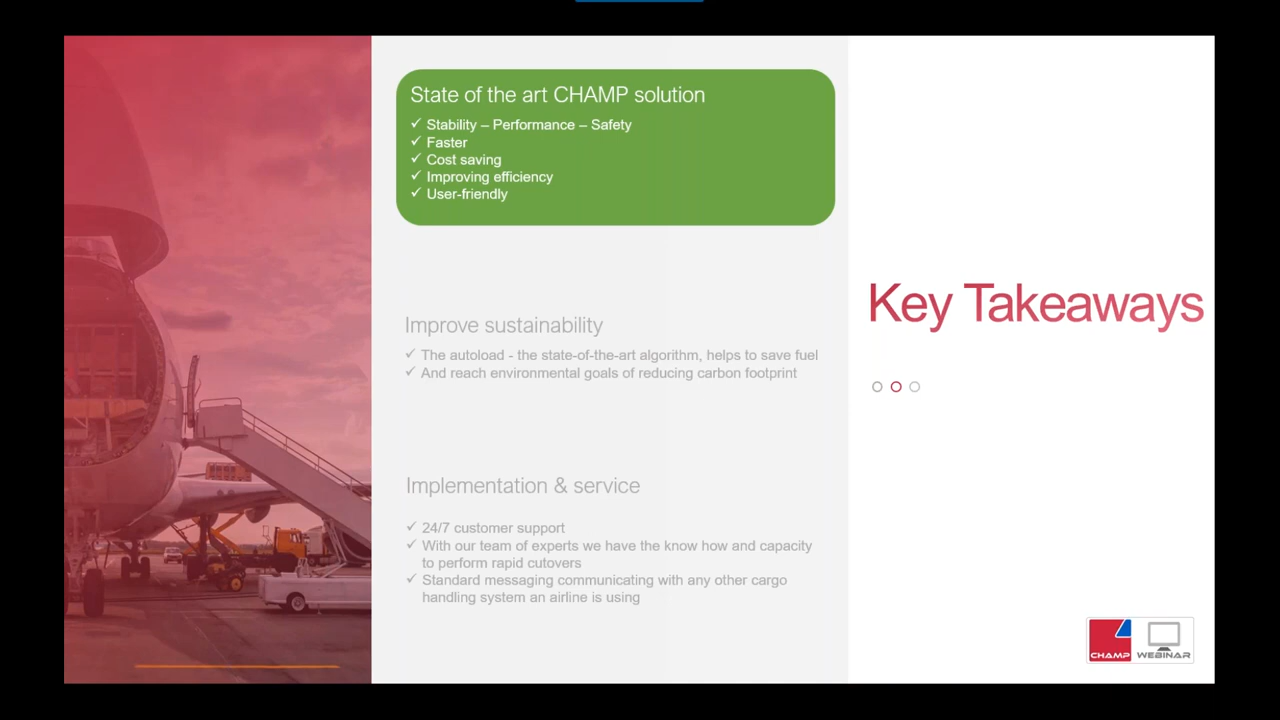 State of the art CHAMP solution
✓ Stability – Performance – Safety
✓ Faster
✓ Cost saving
✓ Improving efficiency
✓ User-friendly
Improve sustainability
✓ The autoload - the state-of-the-art algorithm, helps to save fuel
✓ And reach environmental goals of reducing carbon footprint
Implementation & service
✓ 24/7 customer support
✓ With our team of experts we have the know how and capacity
to perform rapid cutovers
✓ Standard messaging communicating with any other cargo
handling system an airline is using
Key Takeaways
CHAMP WEBINAR